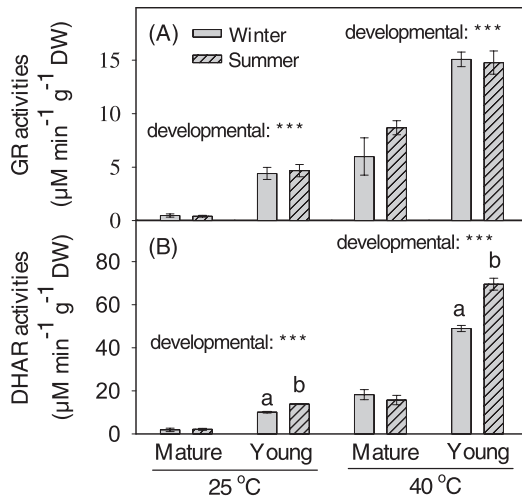 (A)
Winter
Summer
developmental: ***
developmental: ***
GR activities
(µM min⁻¹ g⁻¹ DW)
15
10
5
0
(B)
developmental: ***
b
a
developmental: ***
b
a
DHAR activities
(µM min⁻¹ g⁻¹ DW)
80
60
40
20
0
Mature Young Mature Young
25 °C 40 °C